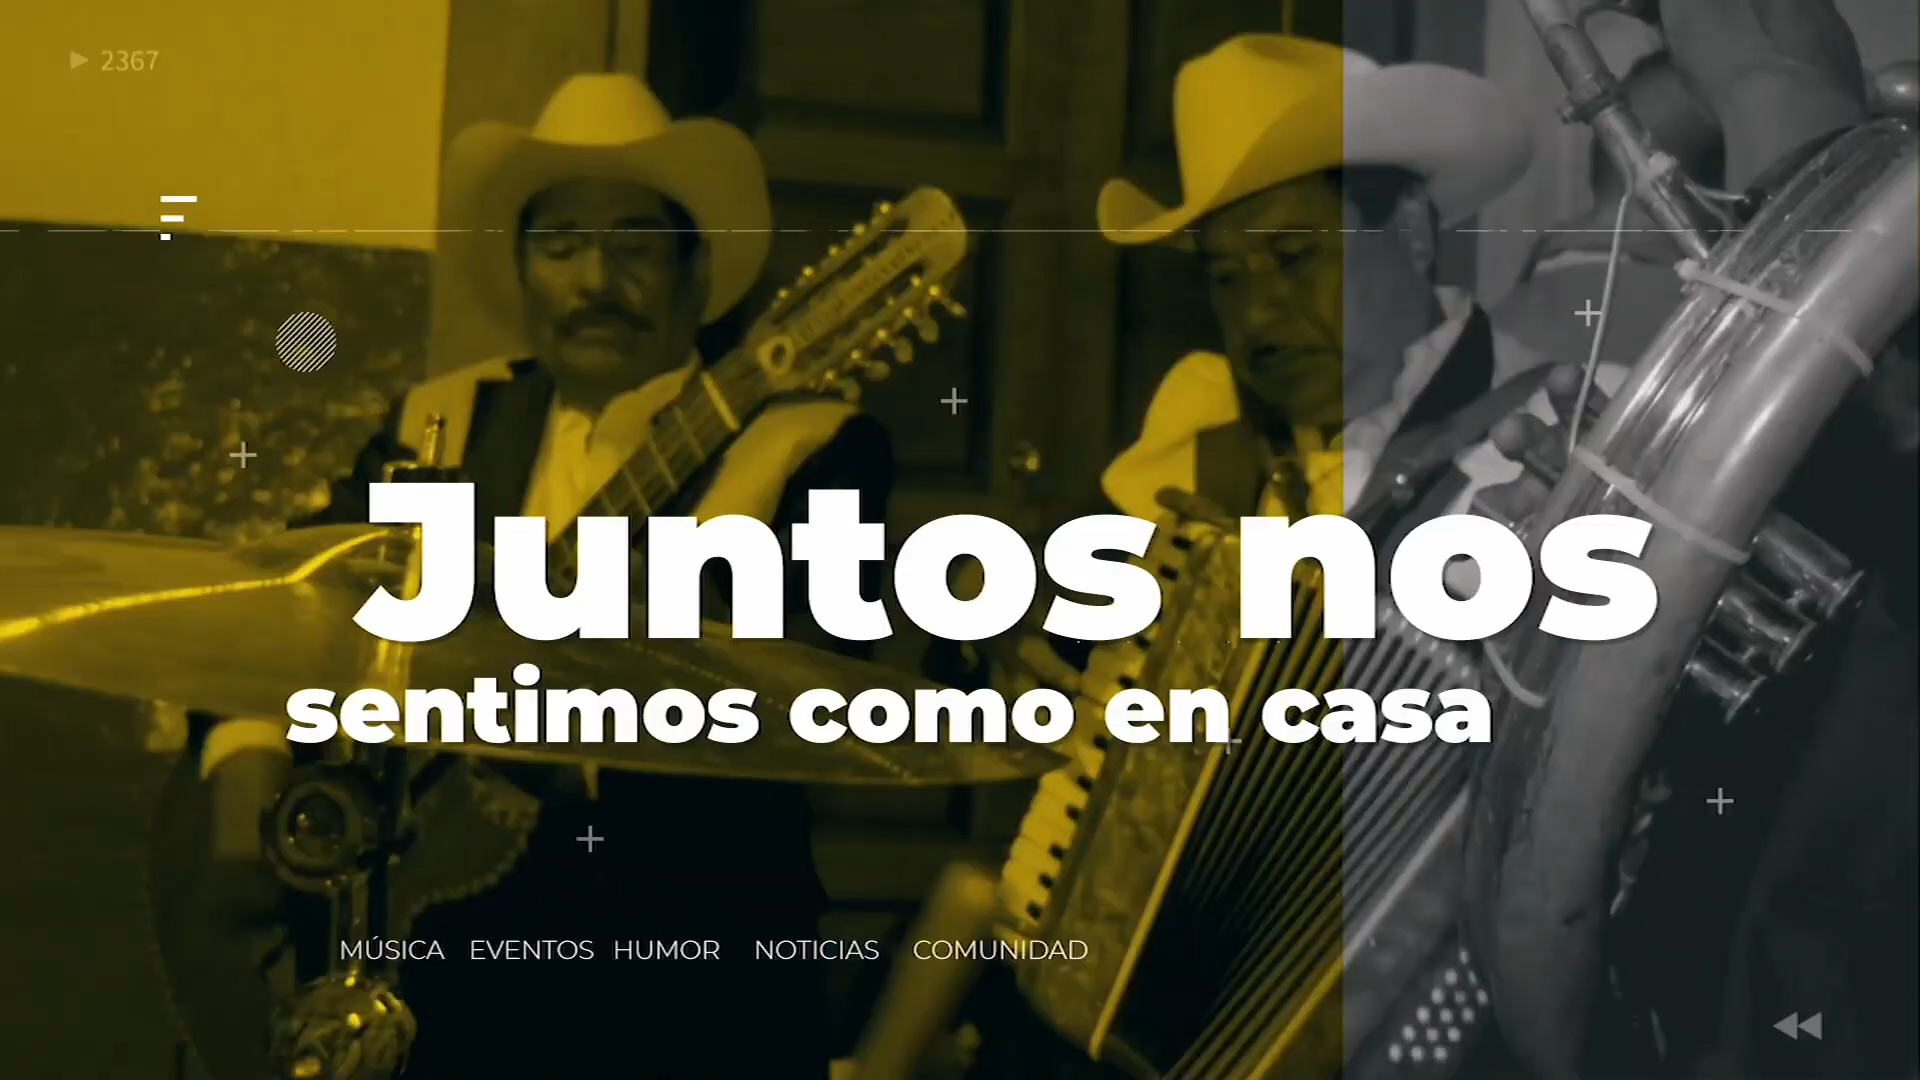 2367
Juntos nos
sentimos como en casa
MÚSICA EVENTOS HUMOR NOTICIAS COMUNIDAD